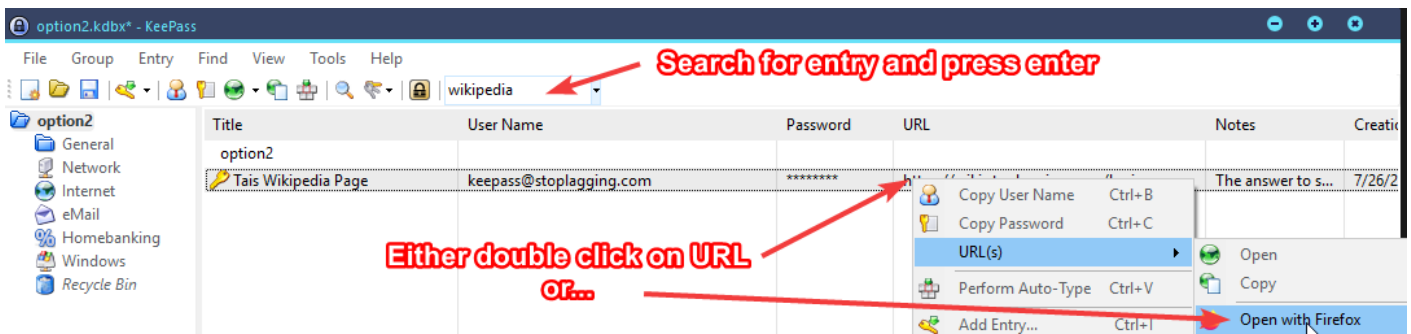 option2.kdbx* - KeePass
File Group Entry Find View Tools Help
Search for entry and press enter
wikipedia
option2
General
Network
Internet
eMail
Homebanking
Windows
Recycle Bin
Title User Name Password URL Notes Creatio
option2
Tais Wikipedia Page keepass@stoplagging.com ******** The answer to s... 7/26/2
Copy User Name Ctrl+B
Copy Password Ctrl+C
URL(s)
Perform Auto-Type Ctrl+V
Add Entry... Ctrl+I
Open
Copy
Open with Firefox
Either double click on URL
or...